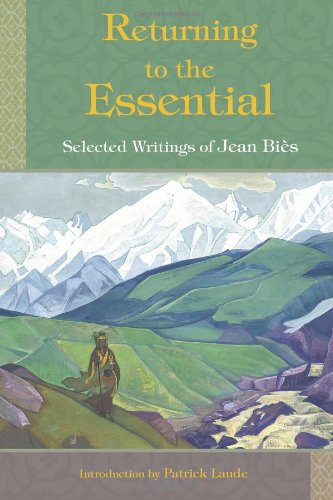 Returning
to the
Essential
Selected Writings of Jean Biès
Introduction by Patrick Laude